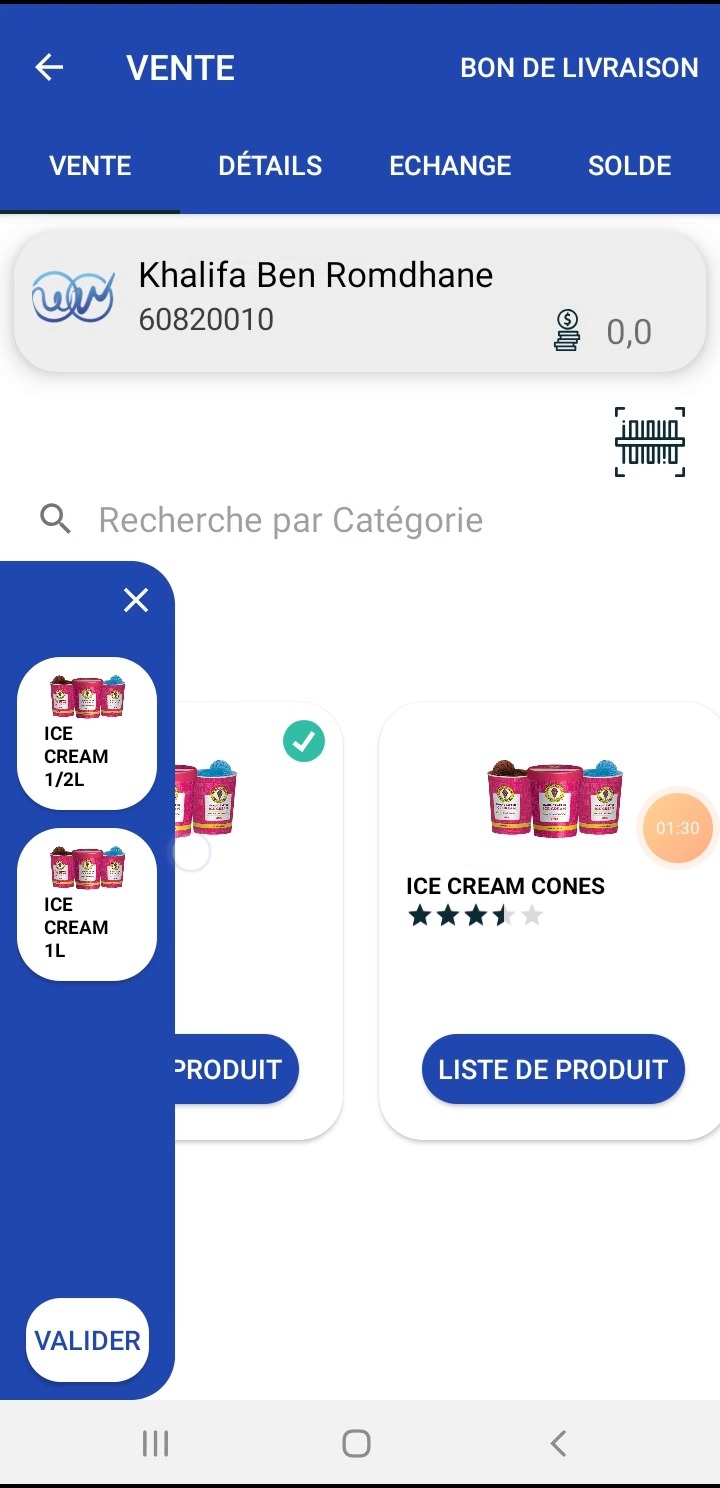 VENTE
BON DE LIVRAISON
VENTE
DÉTAILS
ECHANGE
SOLDE
Khalifa Ben Romdhane
60820010
0,0
Recherche par Catégorie
ICE
CREAM
1/2L
ICE
CREAM
1L
VALIDER
PRODUIT
ICE CREAM CONES
LISTE DE PRODUIT
01:30